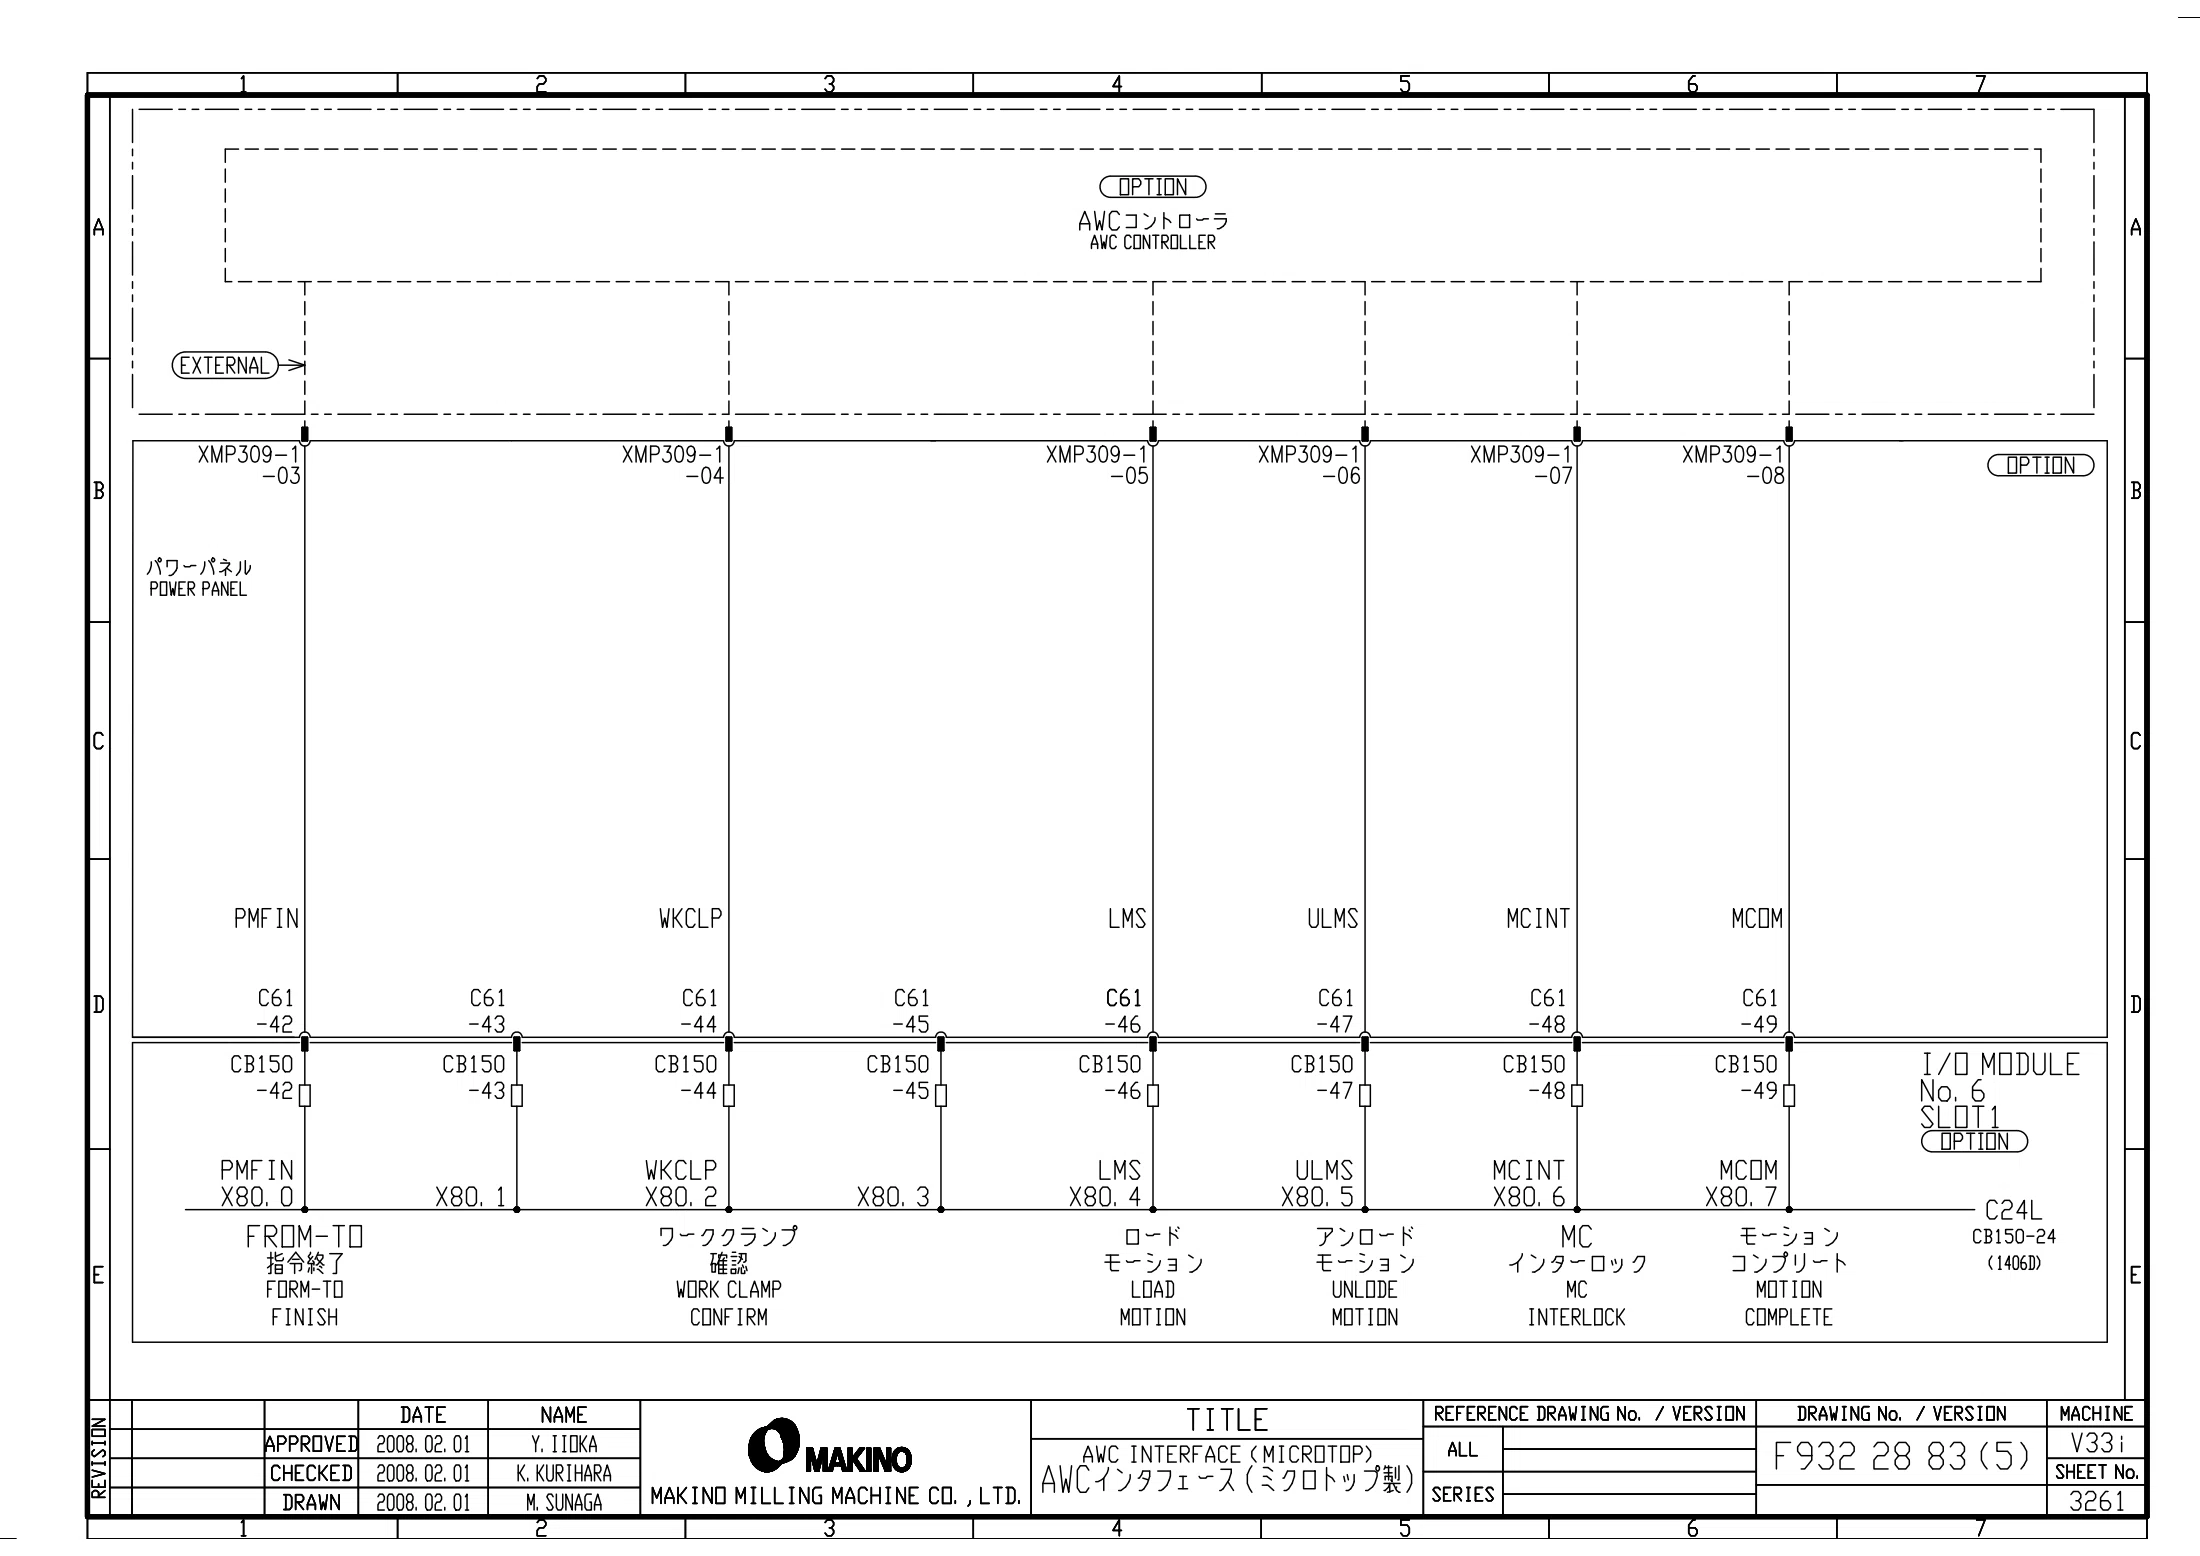 1 2 3 4 5 6 7
OPTION
AWCコントローラ
AWC CONTROLLER
A A
EXTERNAL
XMP309-1 XMP309-1 XMP309-1 XMP309-1 XMP309-1 XMP309-1
-03 -04 -05 -06 -07 -08
OPTION
B B
パワーパネル
POWER PANEL
C C
PMFIN WKCLP LMS ULMS MCINT MCOM
C61 C61 C61 C61 C61 C61 C61 C61
-42 -43 -44 -45 -46 -47 -48 -49
D D
CB150 CB150 CB150 CB150 CB150 CB150 CB150 CB150
-42 -43 -44 -45 -46 -47 -48 -49
I/O MODULE
No. 6
SLOT1
OPTION
PMFIN WKCLP LMS ULMS MCINT MCOM
X80. 0 X80. 1 X80. 2 X80. 3 X80. 4 X80. 5 X80. 6 X80. 7
C24L
CB150-24
(1406D)
E E
FROM-TO
指令終了
FORM-TO
FINISH
ワーククランプ
確認
WORK CLAMP
CONFIRM
ロード
モーション
LOAD
MOTION
アンロード
モーション
UNLODE
MOTION
MC
インターロック
MC
INTERLOCK
モーション
コンプリート
MOTION
COMPLETE
REVISION
DATE NAME
APPROVED 2008. 02. 01 Y. IIOKA
CHECKED 2008. 02. 01 K. KURIHARA
DRAWN 2008. 02. 01 M. SUNAGA
MAKINO
MAKINO MILLING MACHINE CO. , LTD.
TITLE
AWC INTERFACE (MICROTOP)
AWCインタフェース(ミクロトップ製)
REFERENCE DRAWING No. / VERSION
ALL
SERIES
DRAWING No. / VERSION
F932 28 83 (5)
MACHINE
V33i
SHEET No.
3261
1 2 3 4 5 6 7